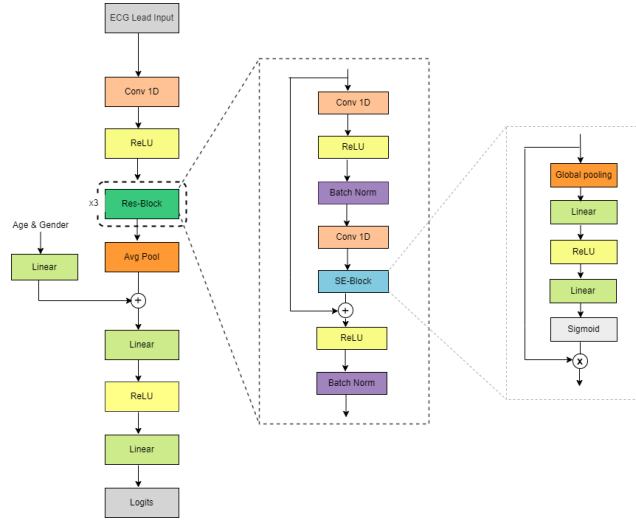 ECG Lead Input
Conv 1D
ReLU
x3
Res-Block
Age & Gender
Linear
Avg Pool
+
Linear
ReLU
Linear
Logits
Conv 1D
ReLU
Batch Norm
Conv 1D
SE-Block
+
ReLU
Batch Norm
Global pooling
Linear
ReLU
Linear
Sigmoid
x